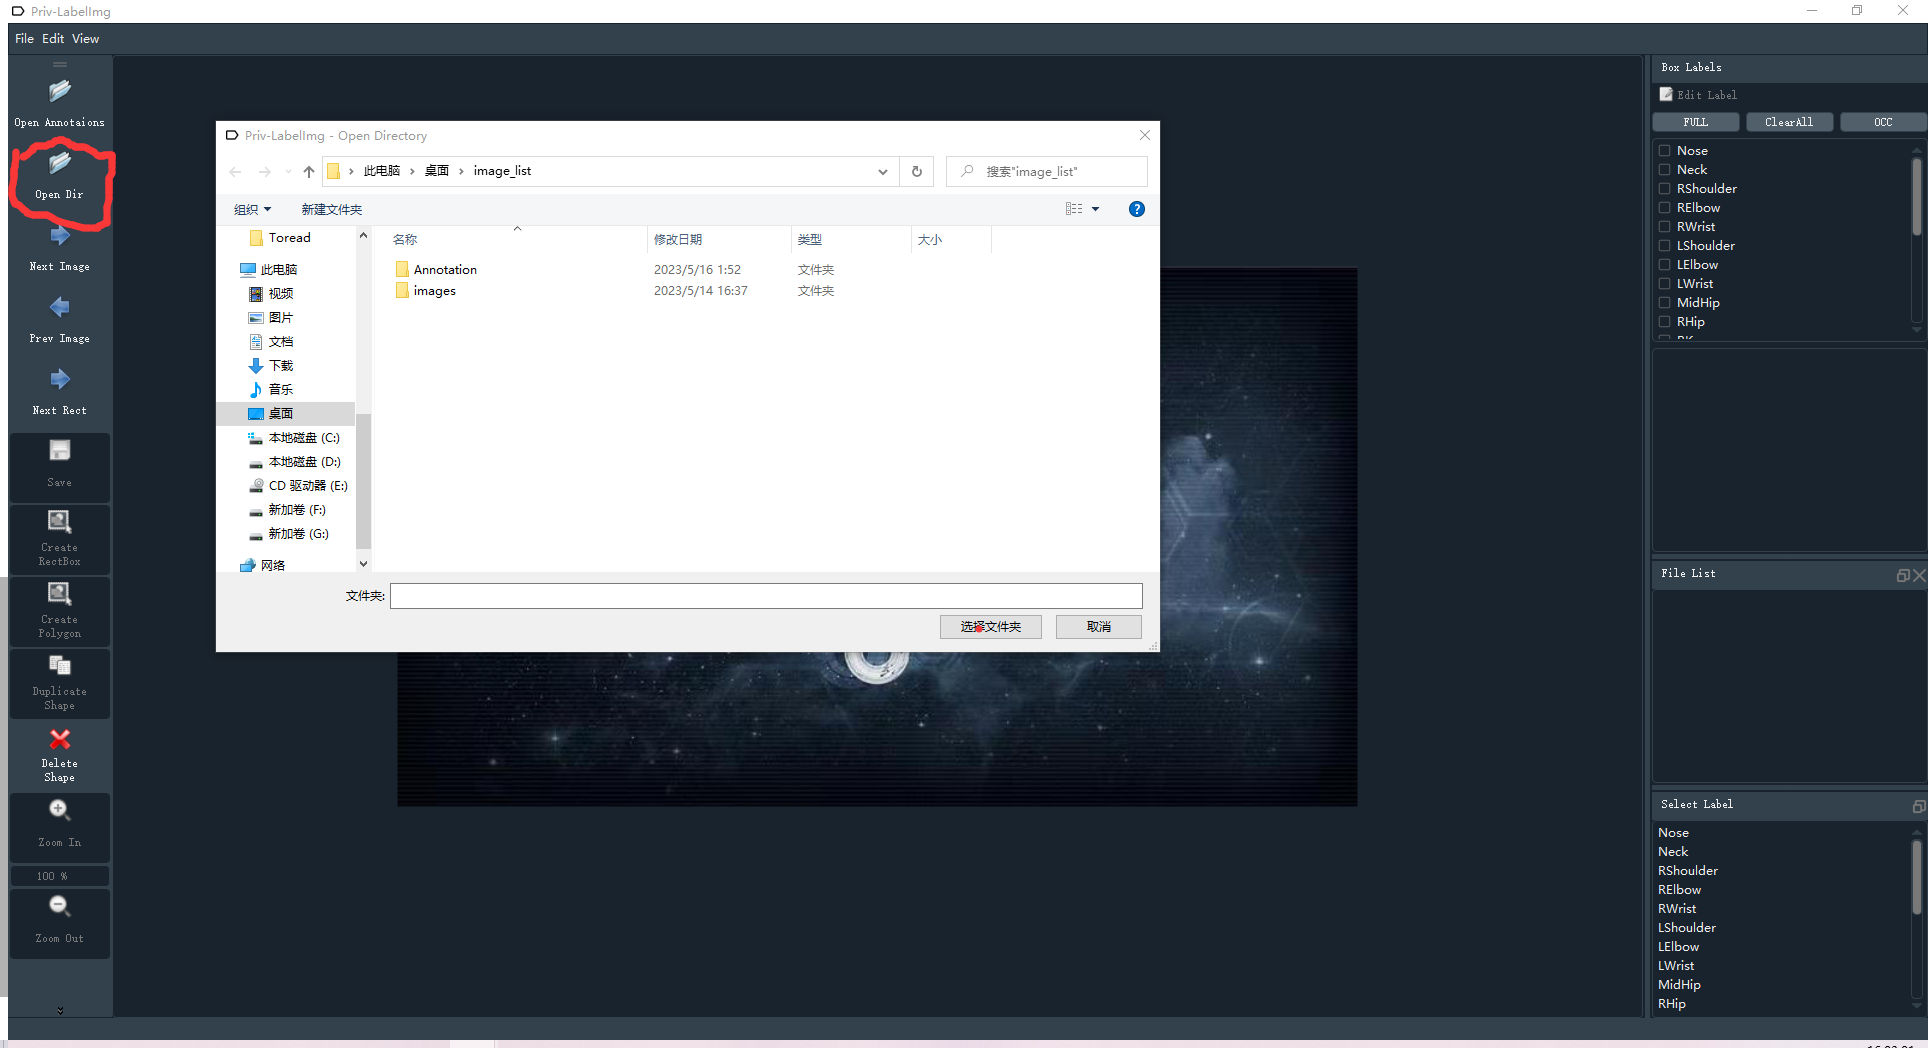 Priv-LabelImg
File Edit View
Open Annotaions
Open Dir
Next Image
Prev Image
Next Rect
Save
Create
RectBox
Create
Polygon
Duplicate
Shape
Delete
Shape
Zoom In
100 %
Zoom Out
Priv-LabelImg - Open Directory
此电脑 桌面 image_list
搜索"image_list"
组织 新建文件夹
Toread
此电脑
视频
图片
文档
下载
音乐
桌面
本地磁盘 (C:)
本地磁盘 (D:)
CD 驱动器 (E:)
新加卷 (F:)
新加卷 (G:)
网络
名称 修改日期 类型 大小
Annotation 2023/5/16 1:52 文件夹
images 2023/5/14 16:37 文件夹
文件夹:
选择文件夹 取消
Box Labels
Edit Label
FULL ClearAll OCC
Nose
Neck
RShoulder
RElbow
RWrist
LShoulder
LElbow
LWrist
MidHip
RHip
File List
Select Label
Nose
Neck
RShoulder
RElbow
RWrist
LShoulder
LElbow
LWrist
MidHip
RHip